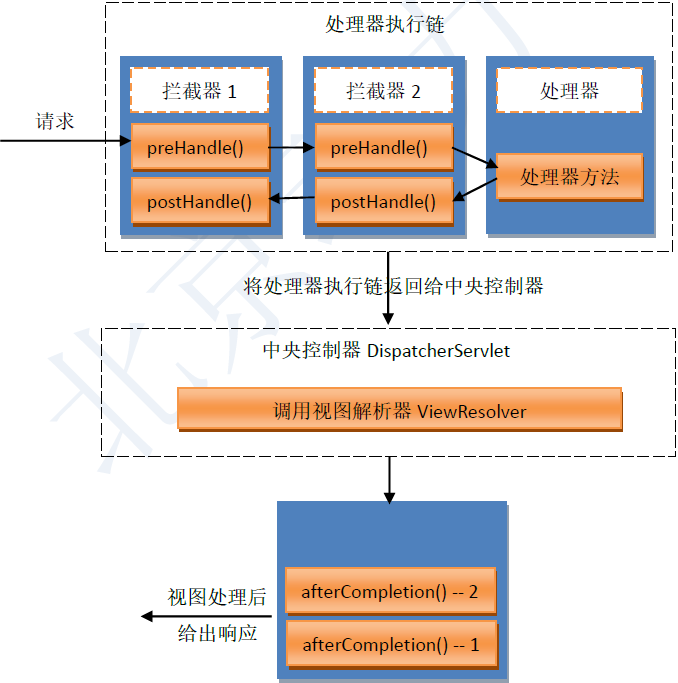 处理器执行链
拦截器 1
拦截器 2
处理器
请求
preHandle()
preHandle()
处理器方法
postHandle()
postHandle()
将处理器执行链返回给中央控制器
中央控制器 DispatcherServlet
调用视图解析器 ViewResolver
afterCompletion() -- 2
视图处理后
给出响应
afterCompletion() -- 1
北京